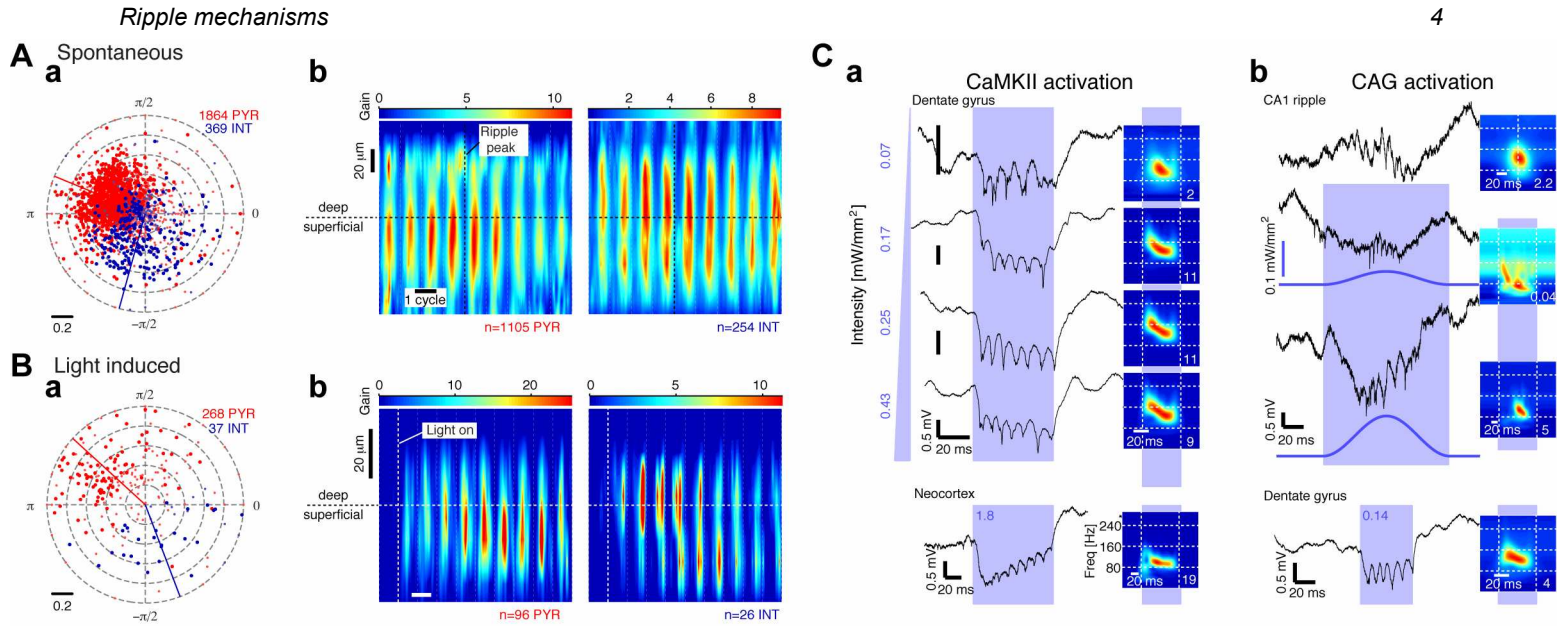 Ripple mechanisms
4
A
Spontaneous
a
π/2
1864 PYR
369 INT
π
0
−π/2
0.2
b
Gain
0 5 10
2 4 6 8
20 μm
Ripple
peak
deep
superficial
1 cycle
n=1105 PYR
n=254 INT
B
Light induced
a
π/2
268 PYR
37 INT
π
0
−π/2
0.2
b
Gain
0 10 20
0 5 10
20 μm
Light on
deep
superficial
n=96 PYR
n=26 INT
C
a
CaMKII activation
Dentate gyrus
Intensity [mW/mm²]
0.07
2
0.17
11
0.25
11
0.43
0.5 mV
20 ms
20 ms
9
Neocortex
1.8
0.5 mV
20 ms
Freq [Hz]
240
160
80
20 ms
19
b
CAG activation
CA1 ripple
20 ms
2.2
0.1 mW/mm²
0.04
0.5 mV
20 ms
20 ms
5
Dentate gyrus
0.14
0.5 mV
20 ms
20 ms
4